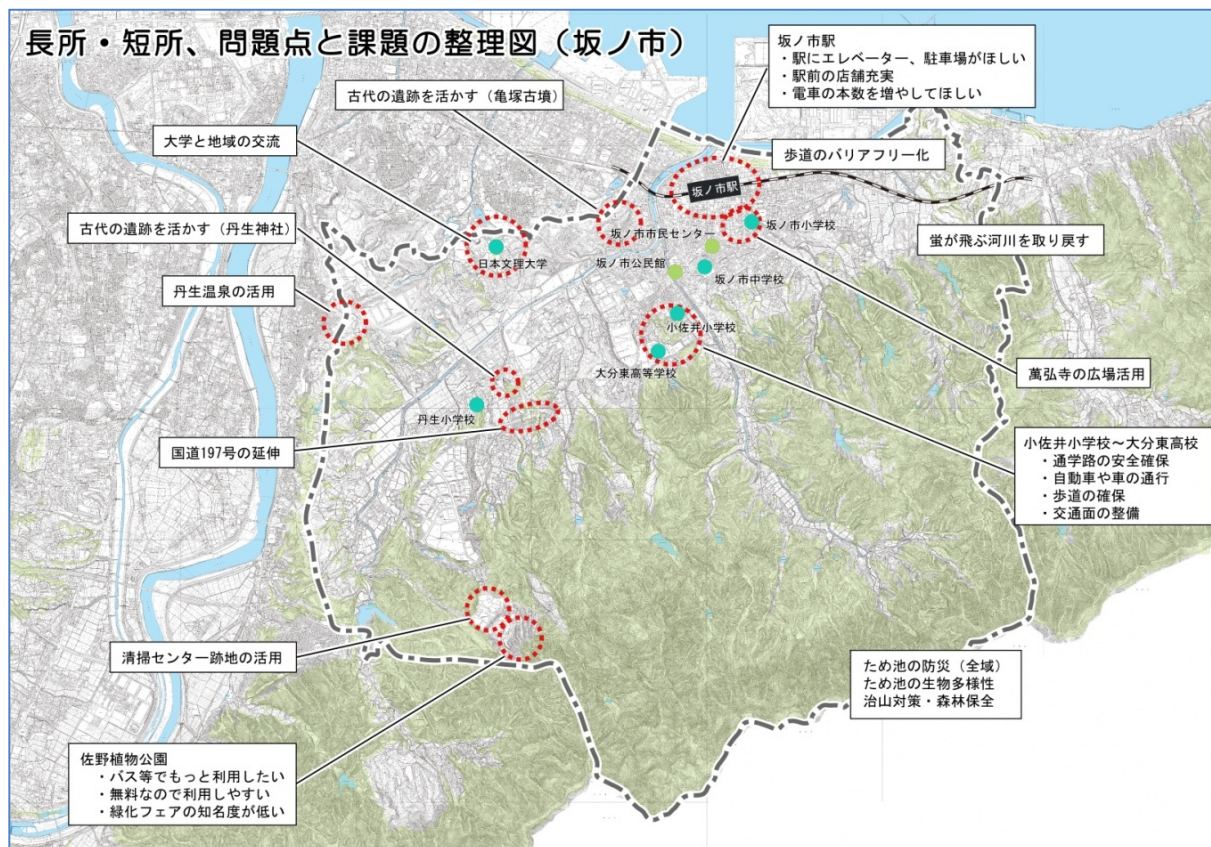 長所・短所、問題点と課題の整理図（坂ノ市）
坂ノ市駅
・駅にエレベーター、駐車場がほしい
・駅前の店舗充実
・電車の本数を増やしてほしい
古代の遺跡を活かす（亀塚古墳）
大学と地域の交流
歩道のバリアフリー化
坂ノ市駅
古代の遺跡を活かす（丹生神社）
坂ノ市小学校
坂ノ市市民センター
蛍が飛ぶ河川を取り戻す
日本文理大学
坂ノ市公民館
坂ノ市中学校
丹生温泉の活用
小佐井小学校
大分東高等学校
萬弘寺の広場活用
丹生小学校
国道197号の延伸
小佐井小学校～大分東高校
・通学路の安全確保
・自動車や車の通行
・歩道の確保
・交通面の整備
清掃センター跡地の活用
ため池の防災（全域）
ため池の生物多様性
治山対策・森林保全
佐野植物公園
・バス等でもっと利用したい
・無料なので利用しやすい
・緑化フェアの知名度が低い